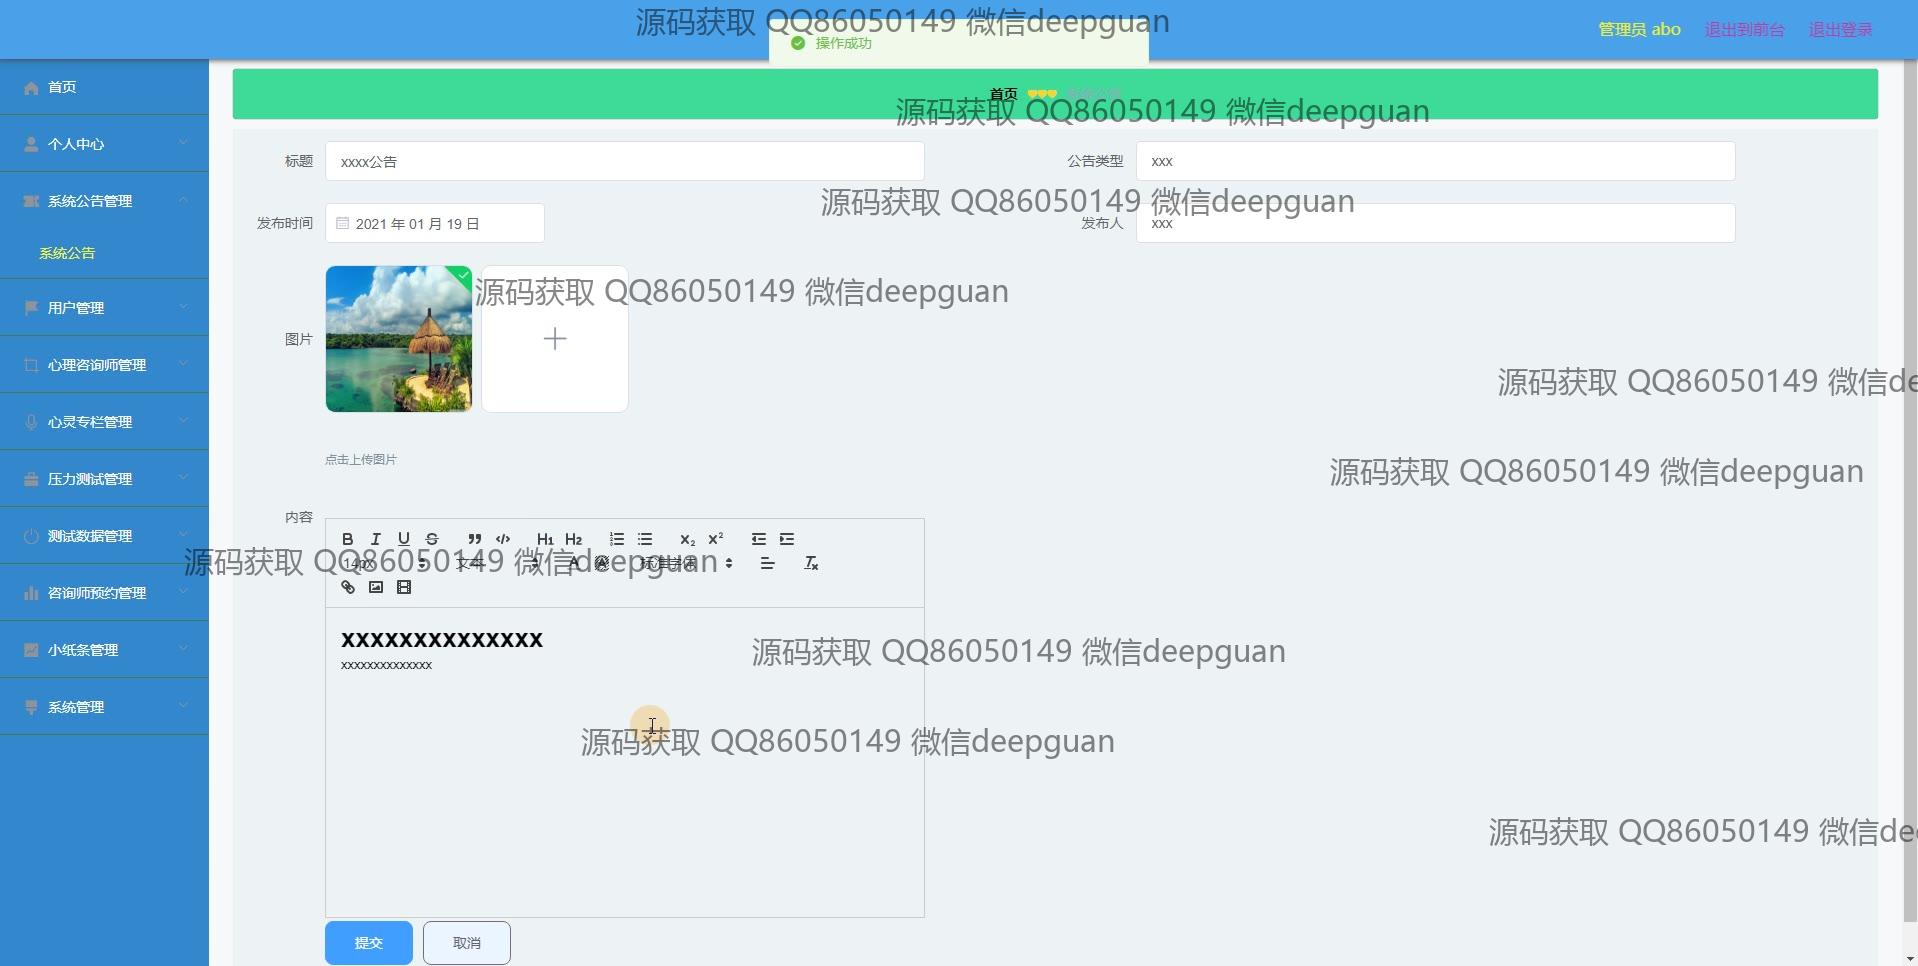 源码获取 QQ86050149 微信deepguan
操作成功
管理员 abo 退出到前台 退出登录
首页
源码获取 QQ86050149 微信deepguan
首页
个人中心
系统公告管理
系统公告
用户管理
心理咨询师管理
心灵专栏管理
压力测试管理
测试数据管理
咨询师预约管理
小纸条管理
系统管理
标题 xxxx公告 公告类型 xxx
源码获取 QQ86050149 微信deepguan
发布时间 2021 年 01 月 19 日 发布人 xxx
源码获取 QQ86050149 微信deepguan
图片
源码获取 QQ86050149 微信de
点击上传图片
源码获取 QQ86050149 微信deepguan
内容
B I U S H1 H2 X₂ X²
源码获取 QQ86050149 微信deepguan
14px 文本 A 标准字体
xxxxxxxxxxxxxx
xxxxxxxxxxxxxx
源码获取 QQ86050149 微信deepguan
源码获取 QQ86050149 微信deepguan
源码获取 QQ86050149 微信de
提交 取消